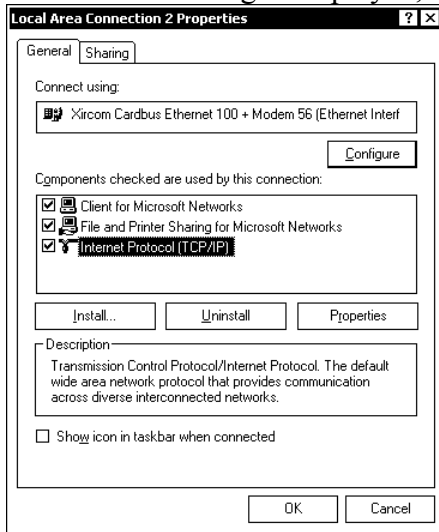 Local Area Connection 2 Properties
General Sharing
Connect using:
Xircom Cardbus Ethernet 100 + Modem 56 (Ethernet Interf
Configure
Components checked are used by this connection:
Client for Microsoft Networks
File and Printer Sharing for Microsoft Networks
Internet Protocol (TCP/IP)
Install... Uninstall Properties
Description
Transmission Control Protocol/Internet Protocol. The default
wide area network protocol that provides communication
across diverse interconnected networks.
Show icon in taskbar when connected
OK Cancel